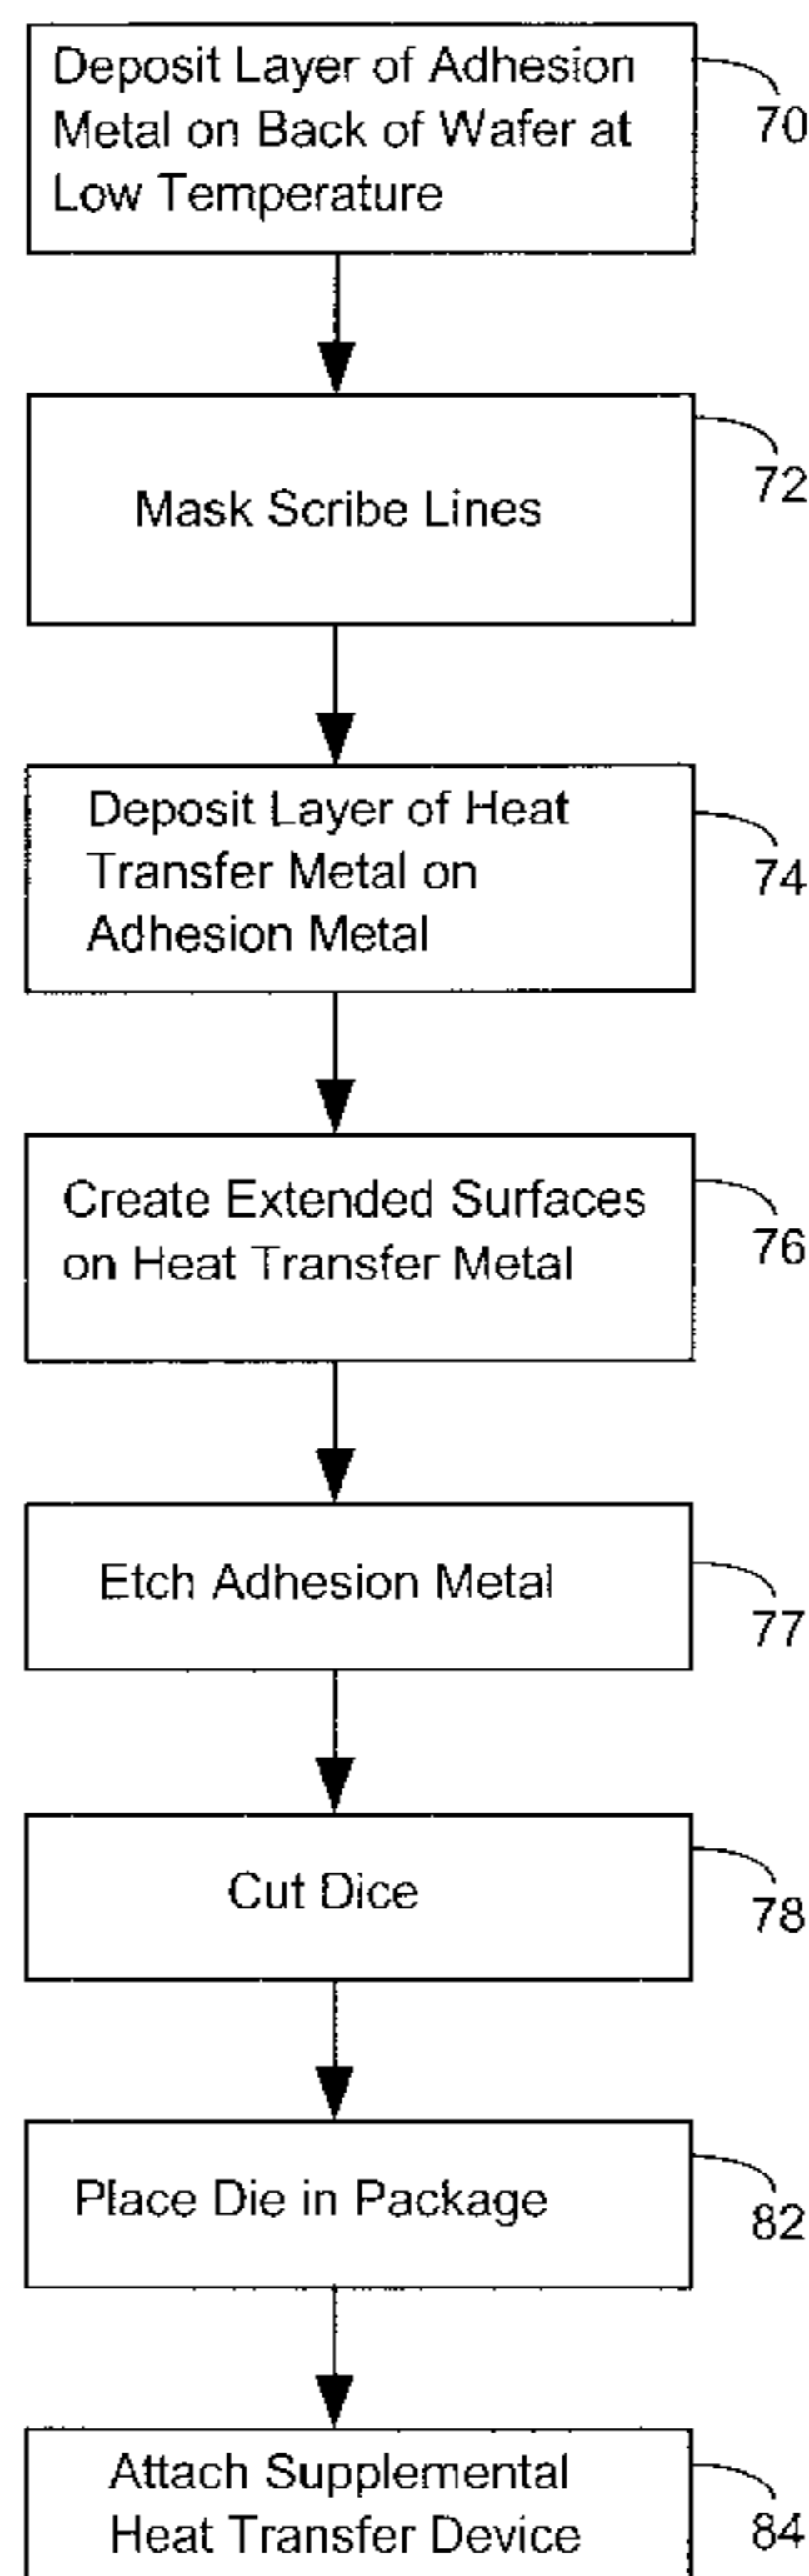 Deposit Layer of Adhesion
Metal on Back of Wafer at
Low Temperature
70
Mask Scribe Lines
72
Deposit Layer of Heat
Transfer Metal on
Adhesion Metal
74
Create Extended Surfaces
on Heat Transfer Metal
76
Etch Adhesion Metal
77
Cut Dice
78
Place Die in Package
82
Attach Supplemental
Heat Transfer Device
84